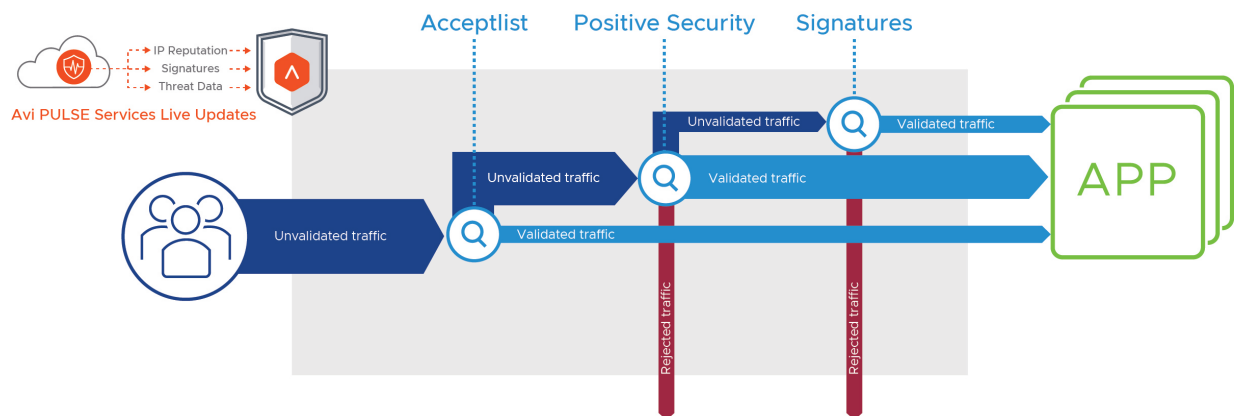 Acceptlist
Positive Security
Signatures
IP Reputation
Signatures
Threat Data
Avi PULSE Services Live Updates
Unvalidated traffic
Validated traffic
Unvalidated traffic
Validated traffic
APP
Unvalidated traffic
Validated traffic
Rejected traffic
Rejected traffic